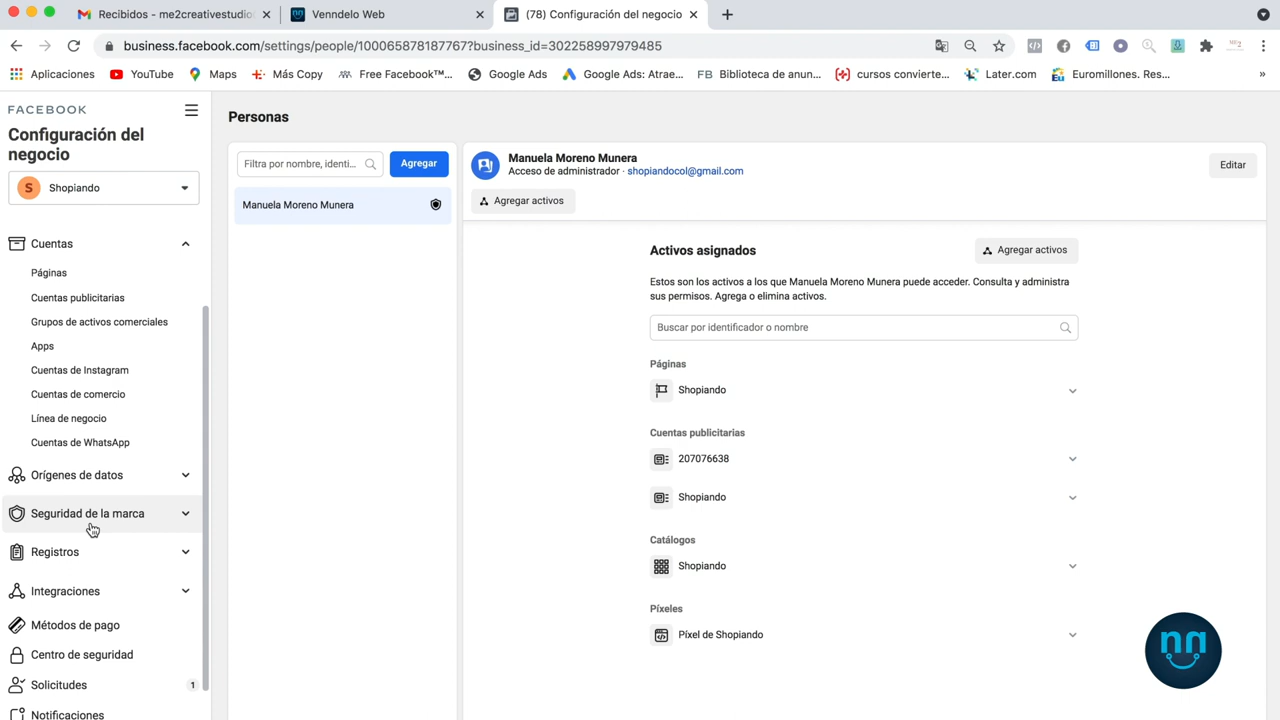 Recibidos - me2creativestudio
Venndelo Web
(78) Configuración del negocio
business.facebook.com/settings/people/100065878187767?business_id=302258997979485
Aplicaciones
YouTube
Maps
Más Copy
Free Facebook™...
Google Ads
Google Ads: Atrae...
FB Biblioteca de anun...
cursos convierte...
Later.com
Euromillones. Res...
»
FACEBOOK
Configuración del
negocio
S Shopiando
Cuentas
Páginas
Cuentas publicitarias
Grupos de activos comerciales
Apps
Cuentas de Instagram
Cuentas de comercio
Línea de negocio
Cuentas de WhatsApp
Orígenes de datos
Seguridad de la marca
Registros
Integraciones
Métodos de pago
Centro de seguridad
Solicitudes 1
Notificaciones
Personas
Filtra por nombre, identi...
Agregar
Manuela Moreno Munera
Manuela Moreno Munera
Acceso de administrador · shopiandocol@gmail.com
Editar
Agregar activos
Activos asignados
Agregar activos
Estos son los activos a los que Manuela Moreno Munera puede acceder. Consulta y administra
sus permisos. Agrega o elimina activos.
Buscar por identificador o nombre
Páginas
Shopiando
Cuentas publicitarias
207076638
Shopiando
Catálogos
Shopiando
Píxeles
Píxel de Shopiando